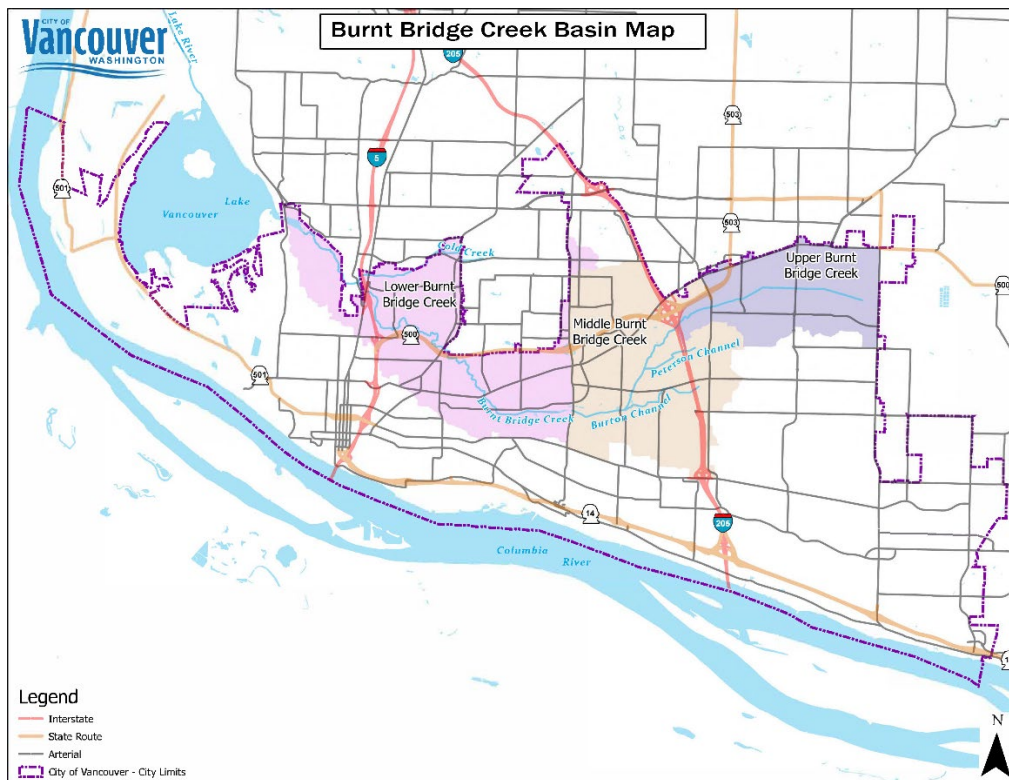 Burnt Bridge Creek Basin Map
CITY OF
Vancouver
WASHINGTON
Lake River
205
503
5
501
Lake
Vancouver
503
Cold Creek
Upper Burnt
Bridge Creek
500
Lower-Burnt
Bridge Creek
Middle Burnt
Bridge Creek
500
Peterson Channel
501
Burnt Bridge Creek
Burton Channel
14
205
Columbia
River
1
Legend
Interstate
State Route
Arterial
City of Vancouver - City Limits
N